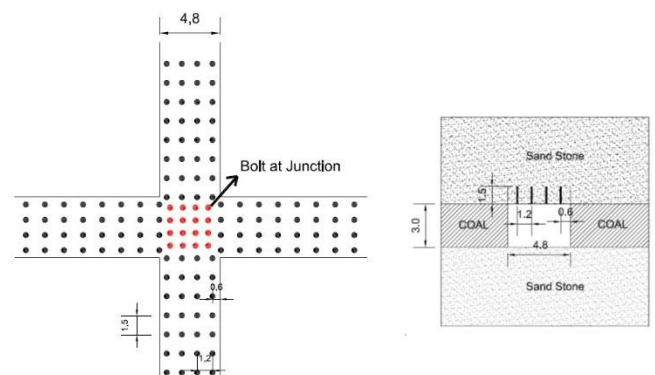 4,8
Bolt at Junction
0,6
1,5
1,2
Sand Stone
1,5
1.2
0.6
3.0
COAL
COAL
4.8
Sand Stone